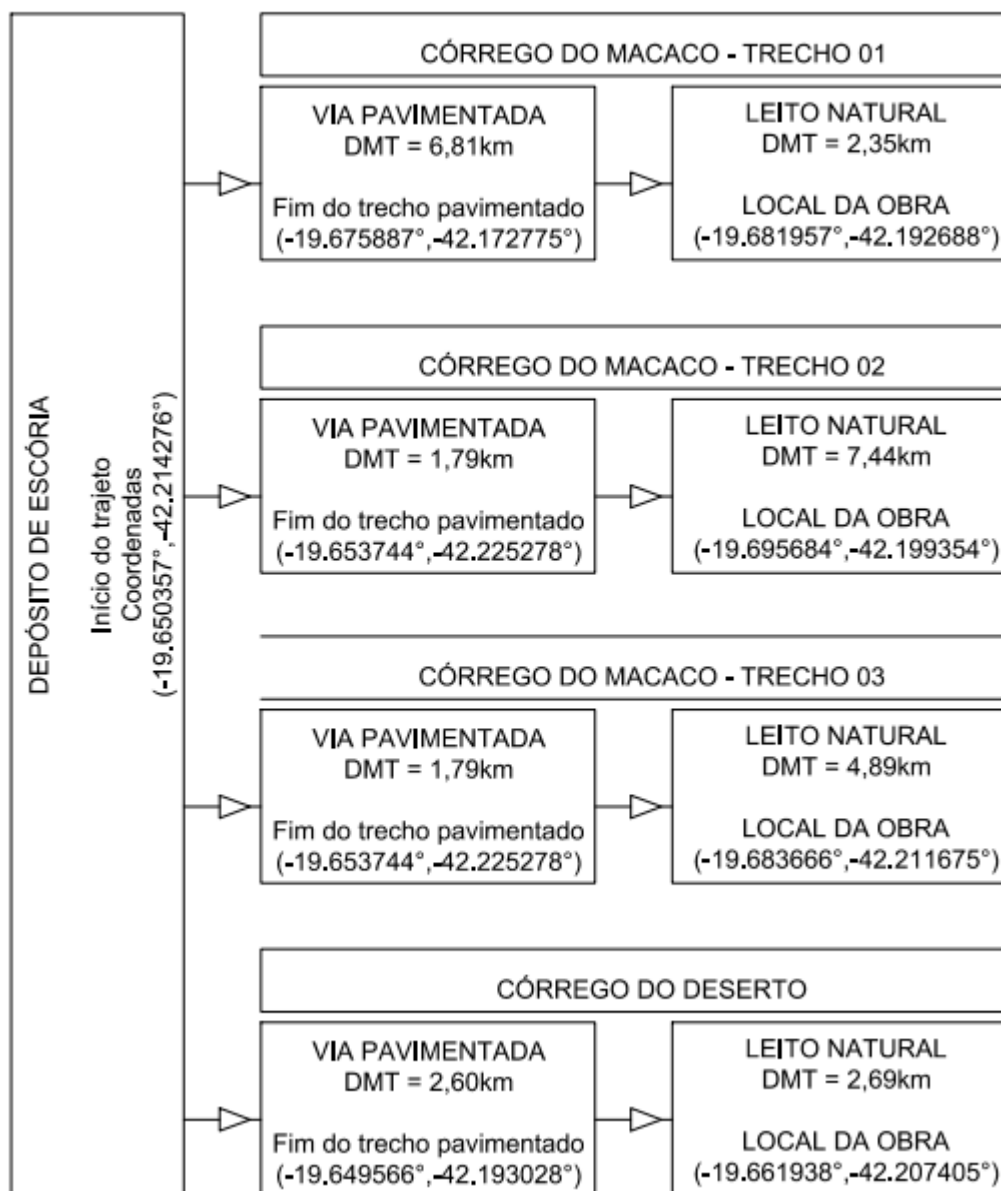 DEPÓSITO DE ESCÓRIA
Início do trajeto
Coordenadas
(-19.650357°,-42.214276°)
CÓRREGO DO MACACO - TRECHO 01
VIA PAVIMENTADA
DMT = 6,81km
Fim do trecho pavimentado
(-19.675887°,-42.172775°)
LEITO NATURAL
DMT = 2,35km
LOCAL DA OBRA
(-19.681957°,-42.192688°)
CÓRREGO DO MACACO - TRECHO 02
VIA PAVIMENTADA
DMT = 1,79km
Fim do trecho pavimentado
(-19.653744°,-42.225278°)
LEITO NATURAL
DMT = 7,44km
LOCAL DA OBRA
(-19.695684°,-42.199354°)
CÓRREGO DO MACACO - TRECHO 03
VIA PAVIMENTADA
DMT = 1,79km
Fim do trecho pavimentado
(-19.653744°,-42.225278°)
LEITO NATURAL
DMT = 4,89km
LOCAL DA OBRA
(-19.683666°,-42.211675°)
CÓRREGO DO DESERTO
VIA PAVIMENTADA
DMT = 2,60km
Fim do trecho pavimentado
(-19.649566°,-42.193028°)
LEITO NATURAL
DMT = 2,69km
LOCAL DA OBRA
(-19.661938°,-42.207405°)